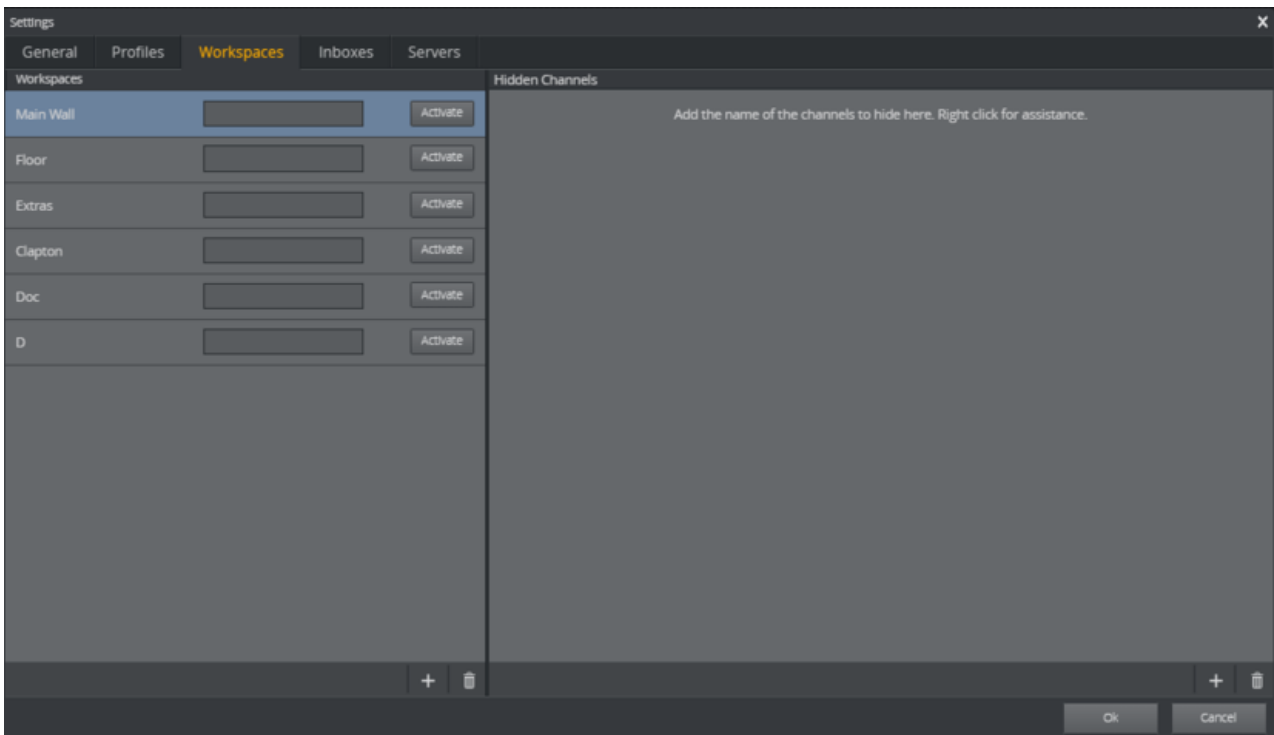 Settings
General Profiles Workspaces Inboxes Servers
Workspaces
Hidden Channels
Main Wall Activate
Add the name of the channels to hide here. Right click for assistance.
Floor Activate
Extras Activate
Clapton Activate
Doc Activate
D Activate
Ok Cancel